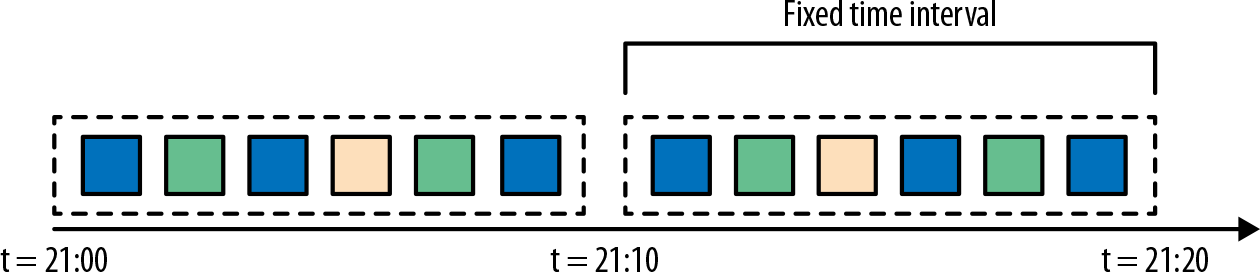 Fixed time interval
t = 21:00
t = 21:10
t = 21:20